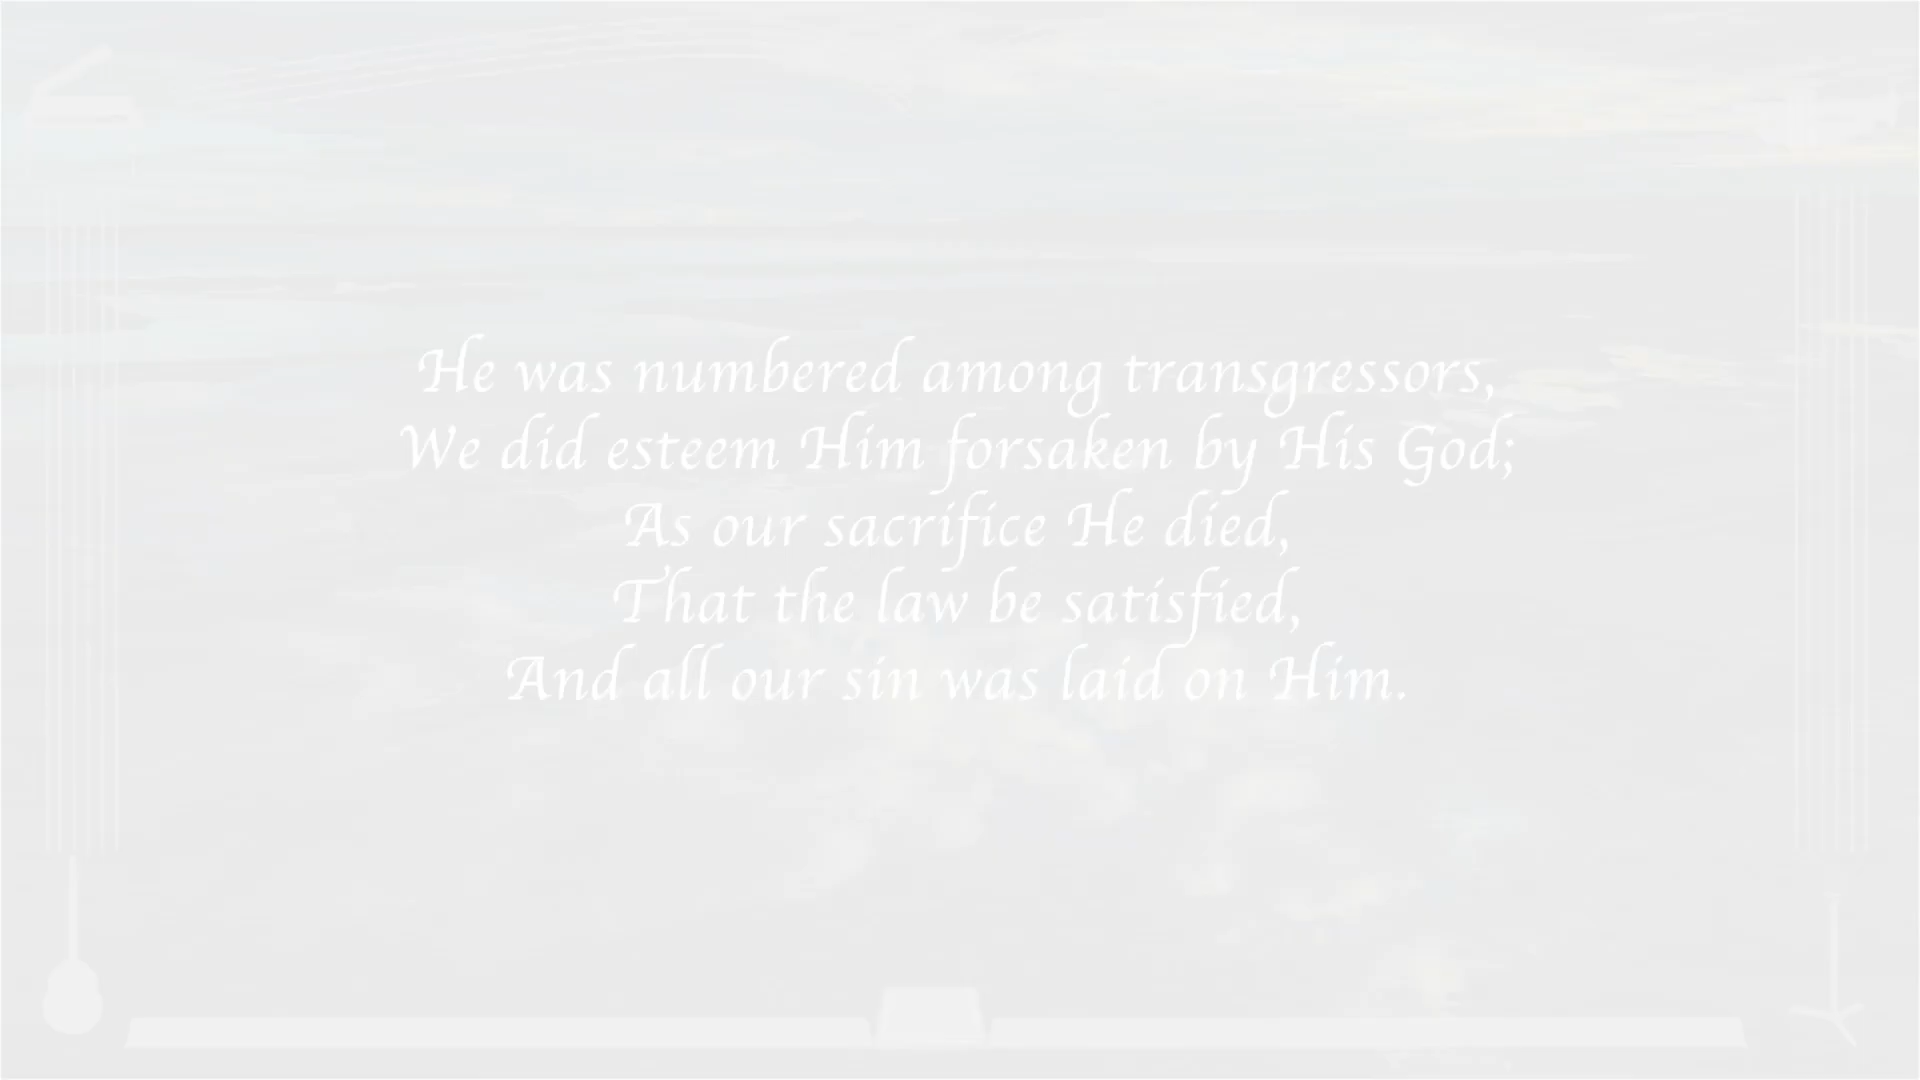 He was numbered among transgressors,
We did esteem Him forsaken by His God;
As our sacrifice He died,
That the law be satisfied,
And all our sin was laid on Him.